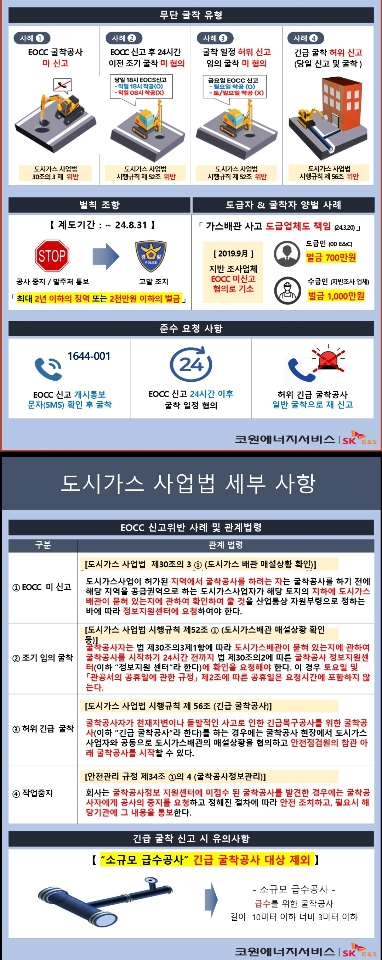 무단 굴착 유형
사례 1
EOCC 굴착공사
미 신고
도시가스 사업법
30조의 3 제 위반
사례 2
EOCC 신고 후 24시간
이전 조기 굴착 미 협의
당일 18시 EOCS신고
- 익일 18시 착공(O)
- 익일 08시 착공(X)
도시가스 사업법
시행규칙 제 52조 위반
사례 3
굴착 일정 허위 신고
임의 굴착 미 협의
금요일 EOCC 신고
- 월요일 착공 (O)
- 토/일요일 착공 (X)
도시가스 사업법
시행규칙 제 52조 위반
사례 4
긴급 굴착 허위 신고
(당일 신고 및 굴착)
도시가스 사업법
시행규칙 제 56조 위반
벌칙 조항
[ 계도기간 : ~ 24.8.31 ]
STOP
POLICE
공사 중지 / 발주처 통보
고발 조치
「최대 2년 이하의 징역 또는 2천만원 이하의 벌금」
도급자 & 굴착자 양벌 사례
「가스배관 사고 도급업체도 책임 (24.3.20)」
[ 2019.9월 ]
지반 조사업체
EOCC 미신고
혐의로 기소
도급인 (OD E&C)
벌금 700만원
수급인 (지반조사 업체)
벌금 1,000만원
준수 요청 사항
1644-001
EOCC 신고 개시통보
문자(SMS) 확인 후 굴착
24
EOCC 신고 24시간 이후
굴착 일정 협의
허위 긴급 굴착공사
일반 굴착으로 재 신고
코원에너지서비스 SK E&S
도시가스 사업법 세부 사항
EOCC 신고위반 사례 및 관계법령
구분
관계 법령
① EOCC 미 신고
[도시가스 사업법 제30조의 3 ① (도시가스 배관 매설상황 확인)]
도시가스사업이 허가된 지역에서 굴착공사를 하려는 자는 굴착공사를 하기 전에
해당 지역을 공급권역으로 하는 도시가스사업자가 해당 토지의 지하에 도시가스
배관이 묻혀 있는지에 관하여 확인하여 줄 것을 산업통상 자원부령으로 정하는
바에 따라 정보지원센터에 요청하여야 한다.
② 조기 임의 굴착
[도시가스 사업법 시행규칙 제52조 ① (도시가스배관 매설상황 확인
등)]
굴착공사자는 법 제30조의3제1항에 따라 도시가스배관이 묻혀 있는지에 관하여
굴착공사를 시작하기 24시간 전까지 법 제30조의2에 따른 굴착공사 정보지원센
터(이하 "정보지원 센터"라 한다)에 확인을 요청해야 한다. 이 경우 토요일 및
「관공서의 공휴일에 관한 규정」제2조에 따른 공휴일은 요청시간에 포함하지 않
는다.
③ 허위 긴급 굴착
[도시가스 사업법 시행규칙 제 56조 (긴급 굴착공사)]
굴착공사자가 천재지변이나 돌발적인 사고로 인한 긴급복구공사를 위한 굴착공
사(이하 "긴급 굴착공사"라 한다)를 하는 경우에는 굴착공사 현장에서 도시가스
사업자와 공동으로 도시가스배관의 매설상황을 협의하고 안전점검원의 참관 아
래 굴착공사를 시작할 수 있다.
④ 작업중지
[안전관리 규정 제34조 ①의 4 (굴착공사정보관리)]
회사는 굴착공사정보 지원센터에 미접수 된 굴착공사를 발견한 경우에는 굴착공
사자에게 공사의 중지를 요청하고 정해진 절차에 따라 안전 조치하고, 필요시 해
당기관에 그 내용을 통보한다.
긴급 굴착 신고 시 유의사항
【 "소규모 급수공사" 긴급 굴착공사 대상 제외 】
- 소규모 급수공사 -
급수를 위한 굴착공사
길이 10미터 이하 너비 3미터 이하
코원에너지서비스 SK E&S